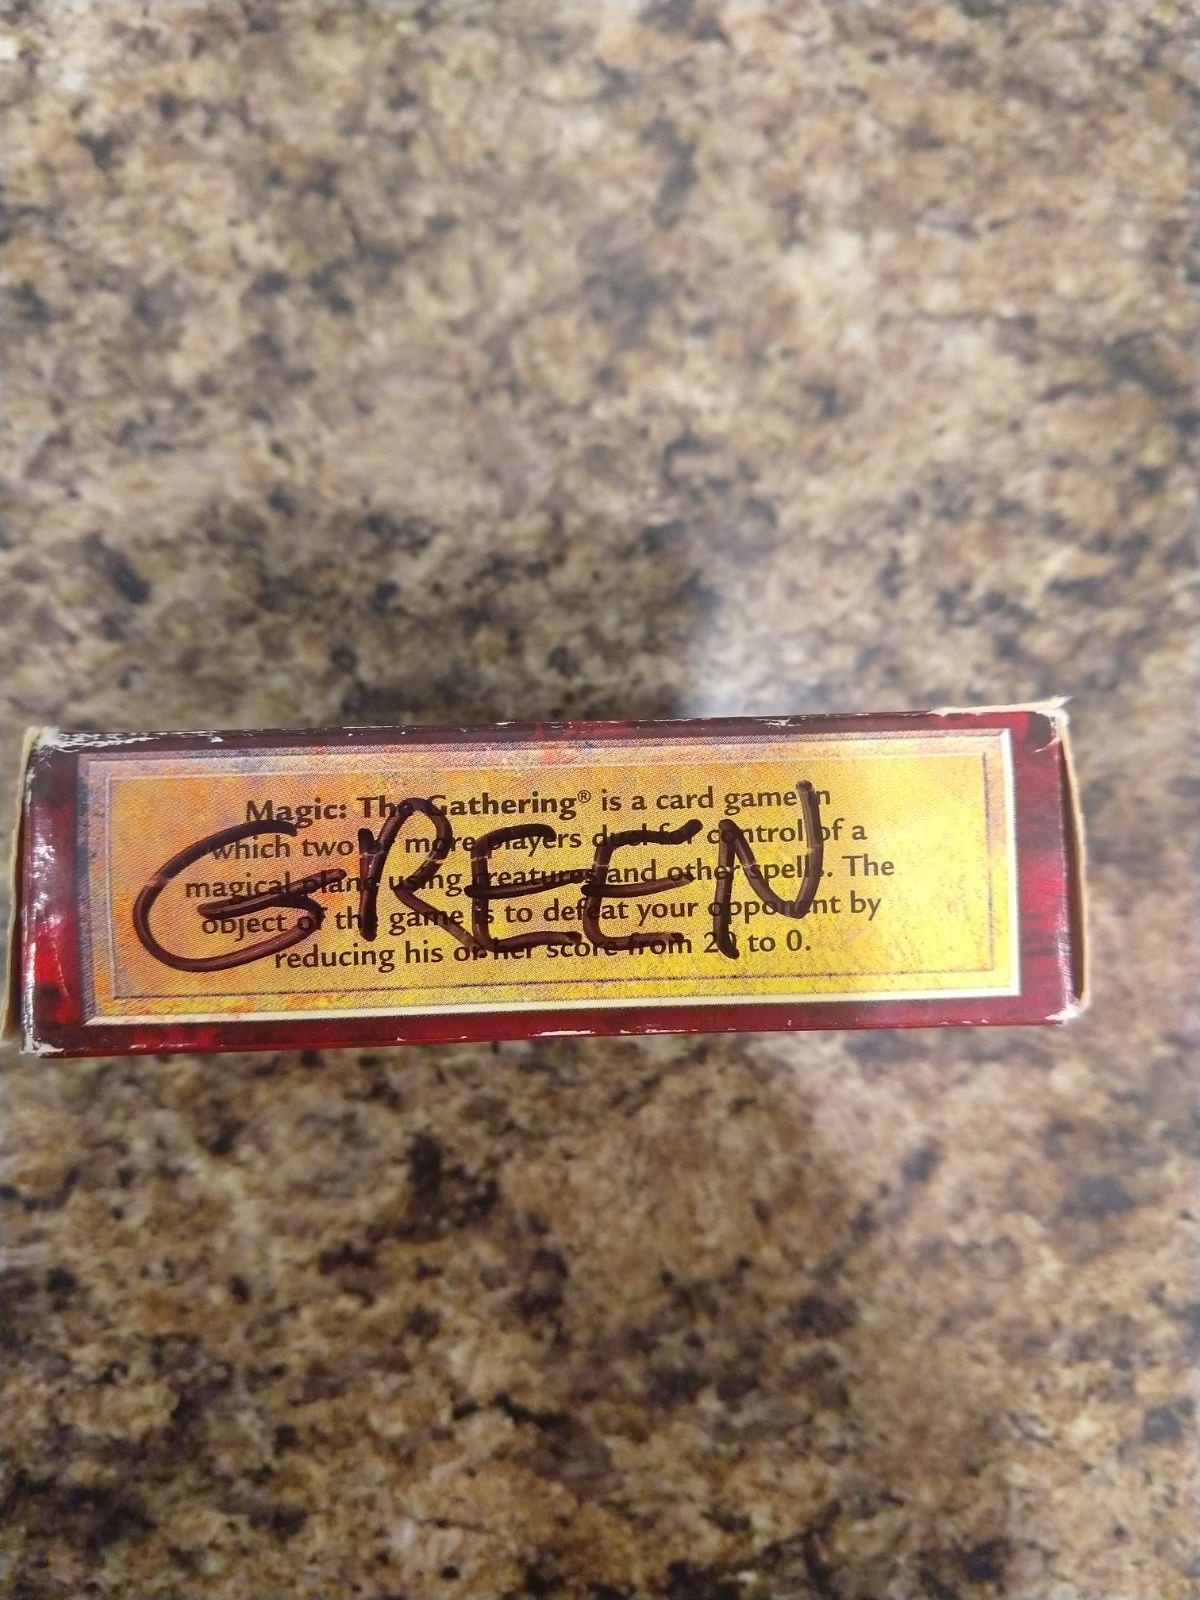 Magic: The Gathering® is a card game in
which two or more players duel for control of a
magical plane using creatures and other spells. The
object of the game is to defeat your opponent by
reducing his or her score from 20 to 0.
GREEN